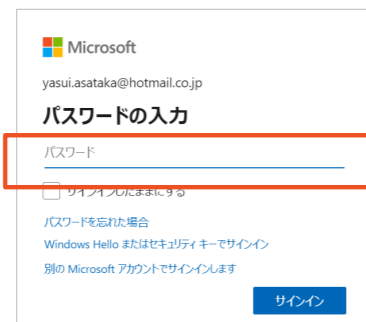 Microsoft
yasui.asataka@hotmail.co.jp
パスワードの入力
パスワード
サインインしたままにする
パスワードを忘れた場合
Windows Hello またはセキュリティ キーでサインイン
別の Microsoft アカウントでサインインします
サインイン